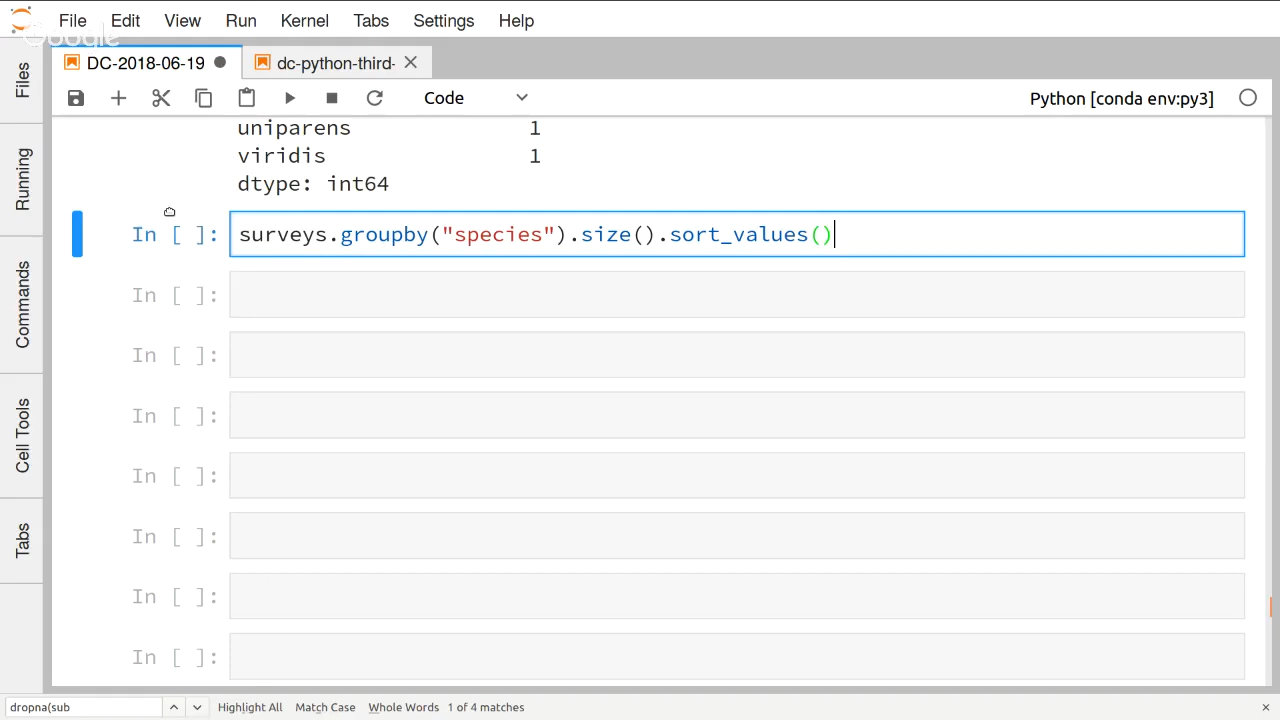 File Edit View Run Kernel Tabs Settings Help
Google
DC-2018-06-19 dc-python-third-
Code Python [conda env:py3]
Files
Running
Commands
Cell Tools
Tabs
uniparens 1
viridis 1
dtype: int64
In [ ]: surveys.groupby("species").size().sort_values()
In [ ]:
In [ ]:
In [ ]:
In [ ]:
In [ ]:
In [ ]:
In [ ]:
dropna(sub Highlight All Match Case Whole Words 1 of 4 matches